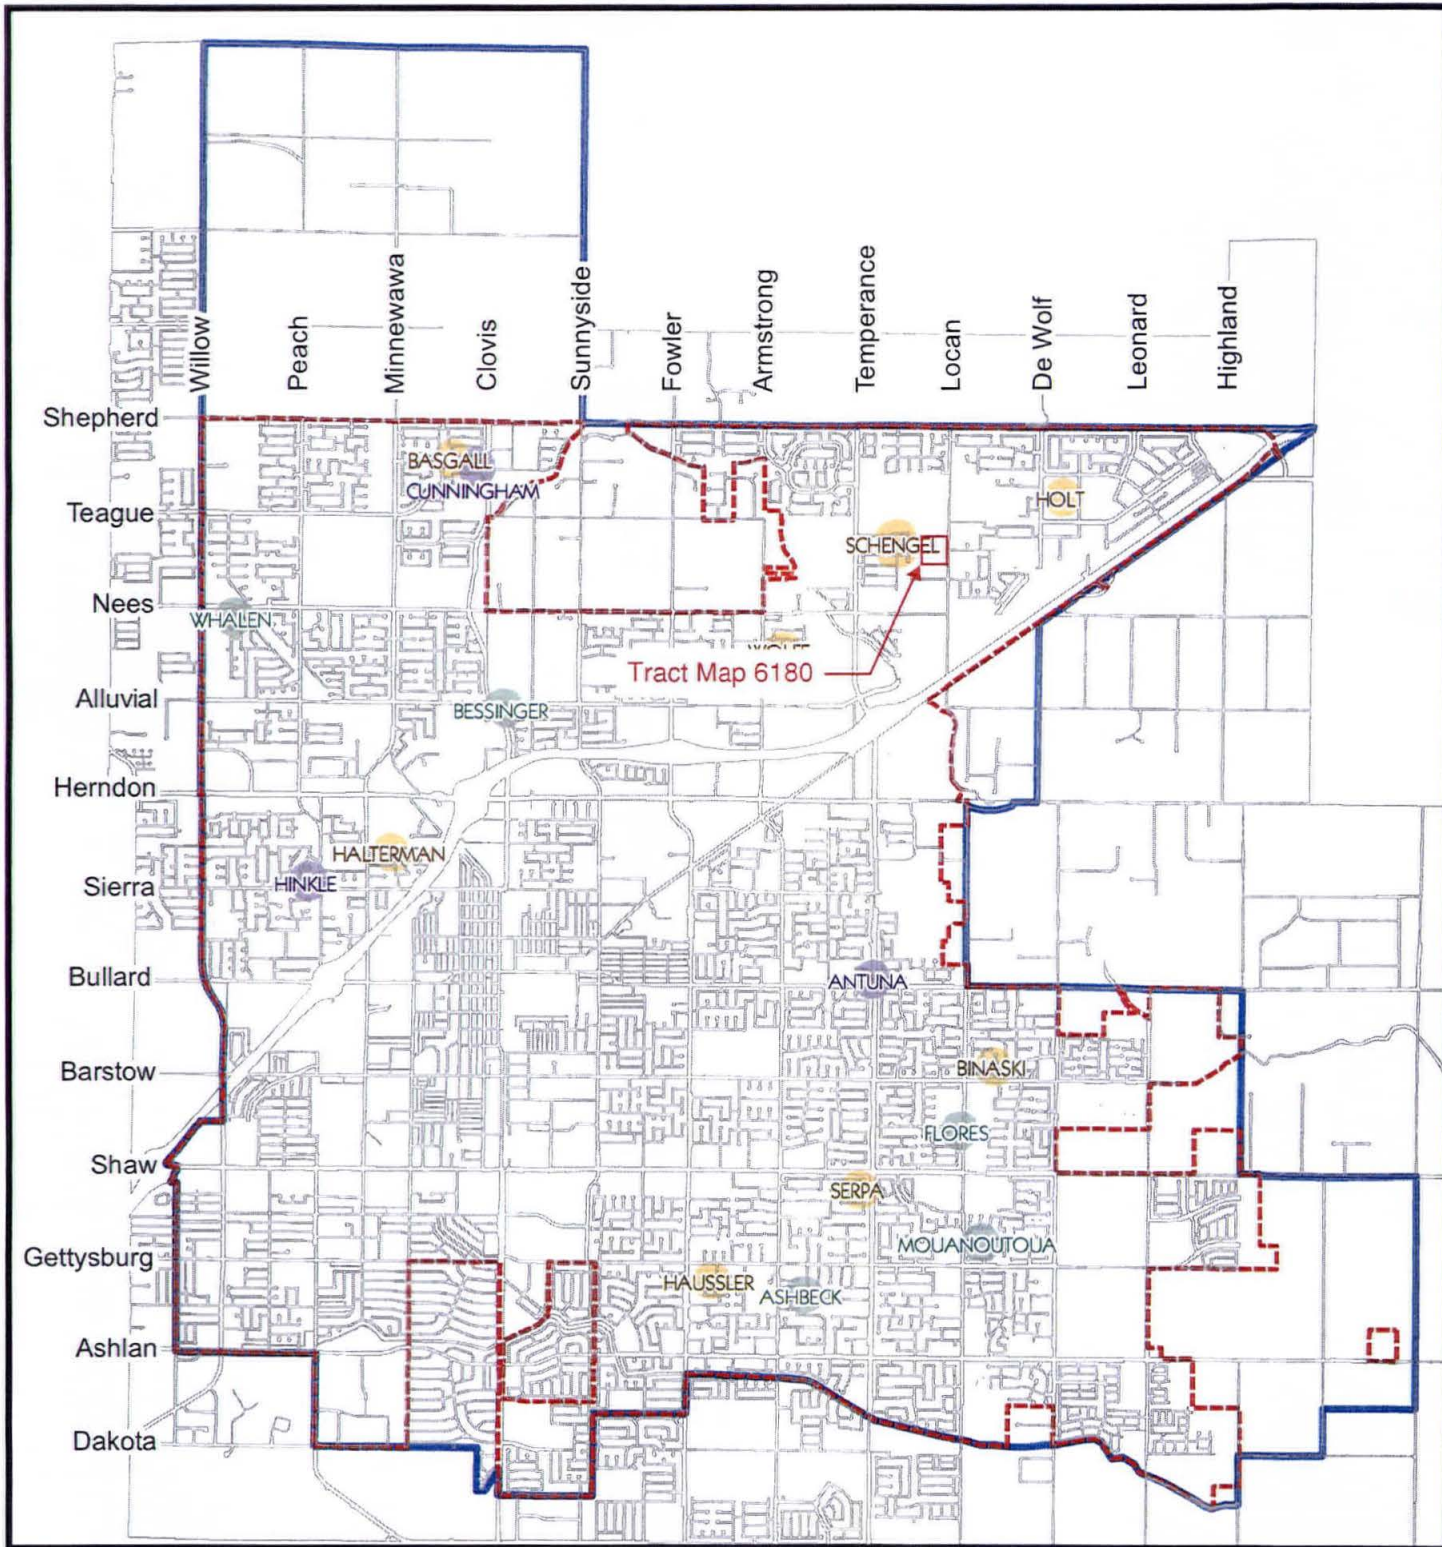 Willow
Peach
Minnewawa
Clovis
Sunnyside
Fowler
Armstrong
Temperance
Locan
De Wolf
Leonard
Highland
Shepherd
BASGALL
CUNNINGHAM
Teague
HOLT
SCHENGEL
Nees
WHALEN
Tract Map 6180
Alluvial
BESSINGER
Herndon
HALTERMAN
Sierra
HINKLE
Bullard
ANTUNA
Barstow
BINASKI
FLORES
Shaw
SERPA
MOUANOUTOUA
Gettysburg
HAUSSLER
ASHBECK
Ashlan
Dakota